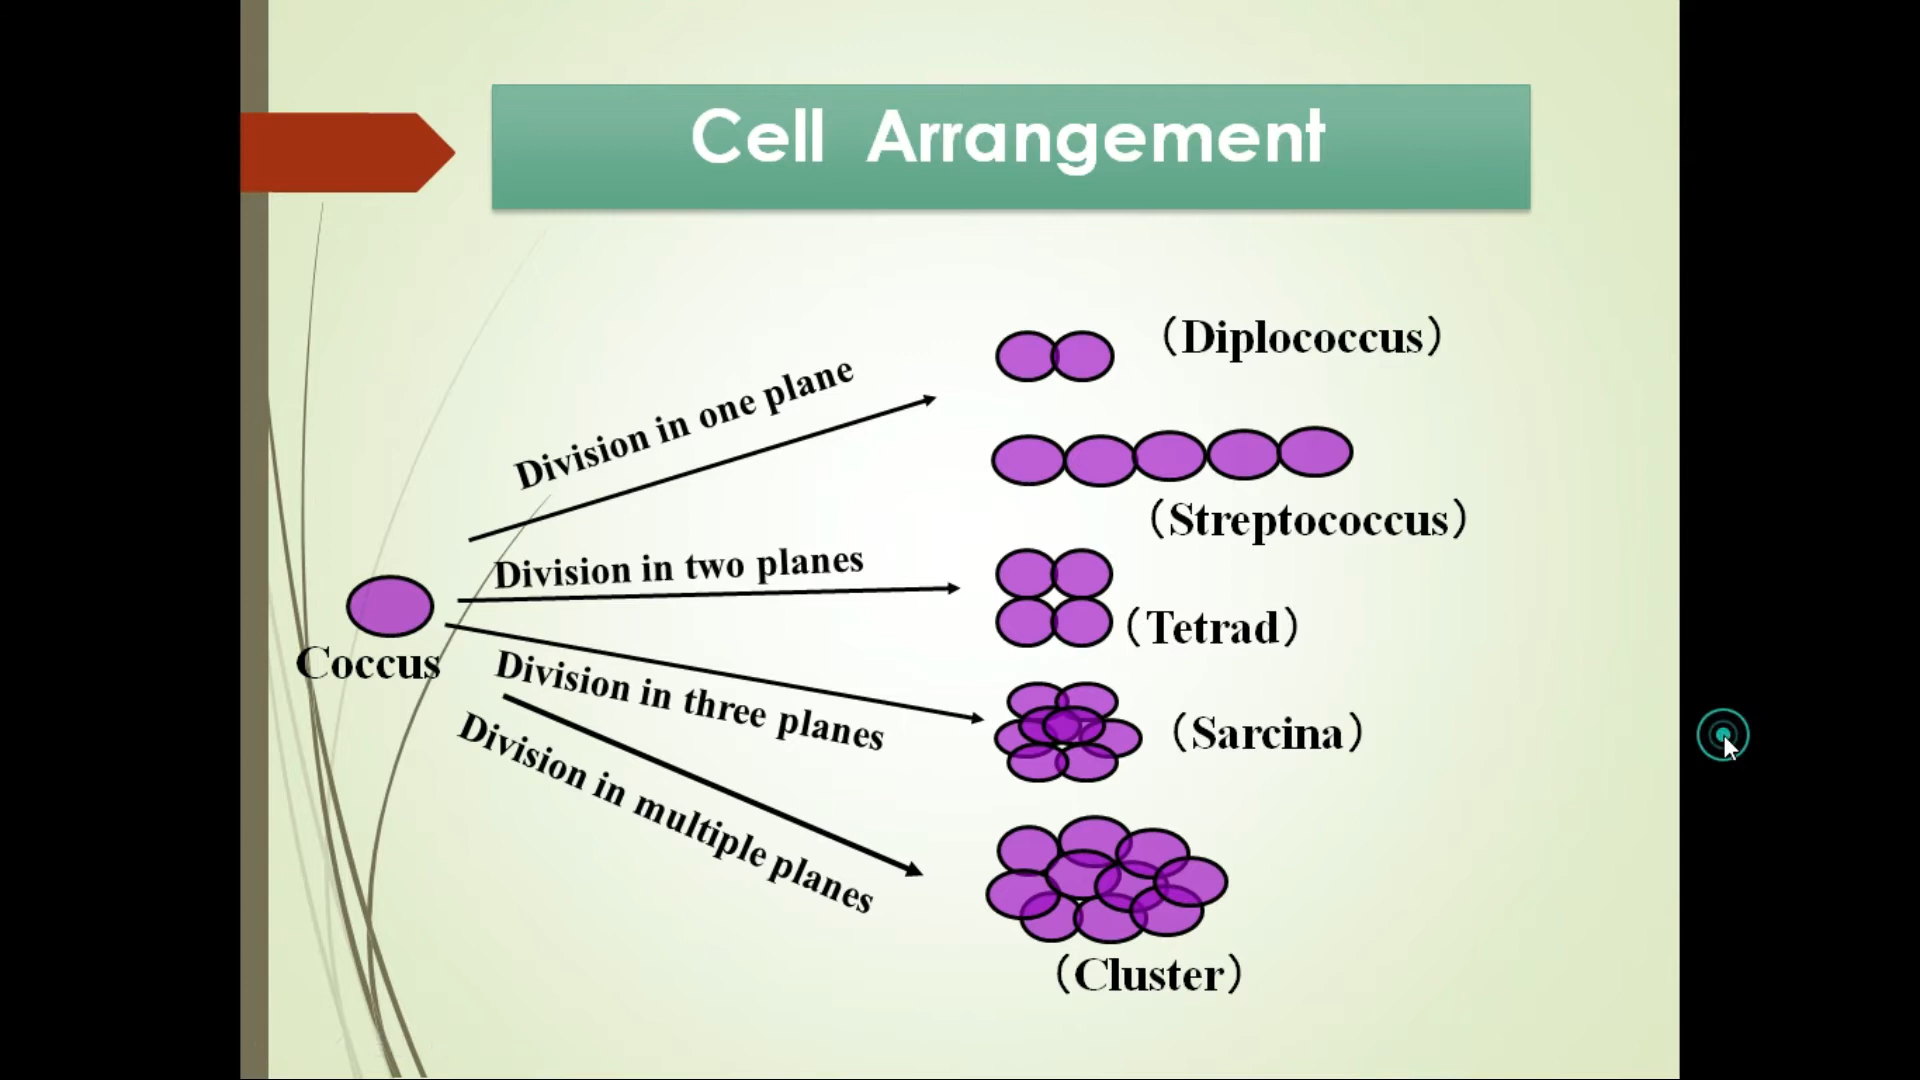 Cell Arrangement
(Diplococcus)
Division in one plane
(Streptococcus)
Division in two planes
(Tetrad)
Coccus
Division in three planes
(Sarcina)
Division in multiple planes
(Cluster)